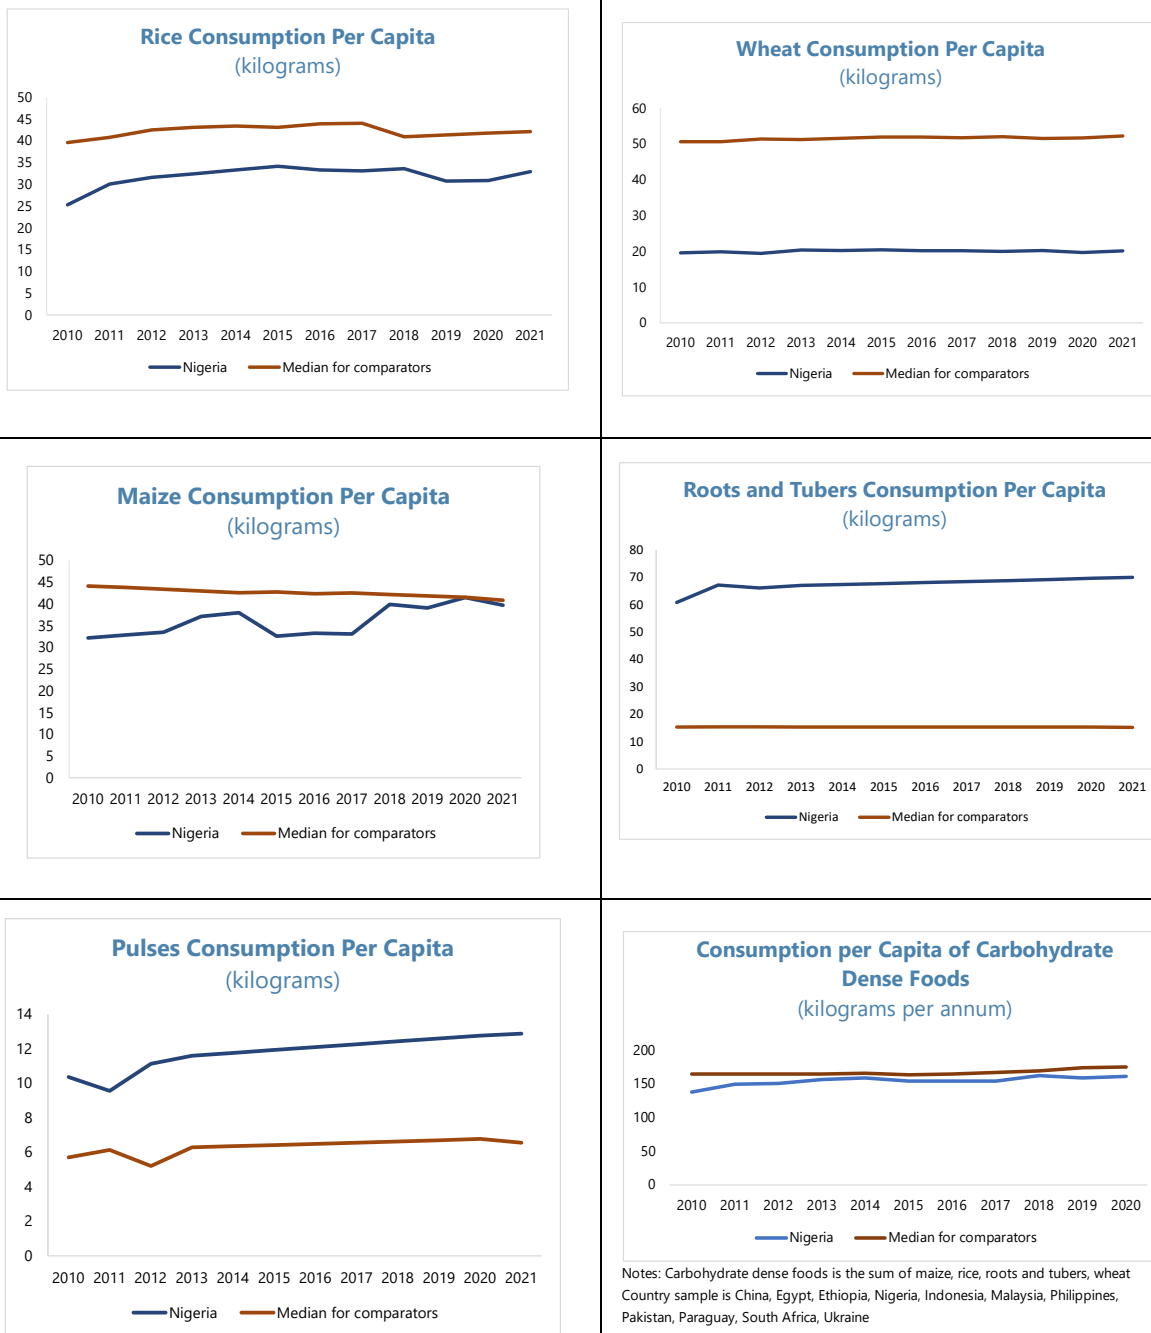 Rice Consumption Per Capita
(kilograms)
50
45
40
35
30
25
20
15
10
5
0
2010 2011 2012 2013 2014 2015 2016 2017 2018 2019 2020 2021
Nigeria Median for comparators
Wheat Consumption Per Capita
(kilograms)
60
50
40
30
20
10
0
2010 2011 2012 2013 2014 2015 2016 2017 2018 2019 2020 2021
Nigeria Median for comparators
Maize Consumption Per Capita
(kilograms)
50
45
40
35
30
25
20
15
10
5
0
2010 2011 2012 2013 2014 2015 2016 2017 2018 2019 2020 2021
Nigeria Median for comparators
Roots and Tubers Consumption Per Capita
(kilograms)
80
70
60
50
40
30
20
10
0
2010 2011 2012 2013 2014 2015 2016 2017 2018 2019 2020 2021
Nigeria Median for comparators
Pulses Consumption Per Capita
(kilograms)
14
12
10
8
6
4
2
0
2010 2011 2012 2013 2014 2015 2016 2017 2018 2019 2020 2021
Nigeria Median for comparators
Consumption per Capita of Carbohydrate
Dense Foods
(kilograms per annum)
200
150
100
50
0
2010 2011 2012 2013 2014 2015 2016 2017 2018 2019 2020
Nigeria Median for comparators
Notes: Carbohydrate dense foods is the sum of maize, rice, roots and tubers, wheat
Country sample is China, Egypt, Ethiopia, Nigeria, Indonesia, Malaysia, Philippines,
Pakistan, Paraguay, South Africa, Ukraine